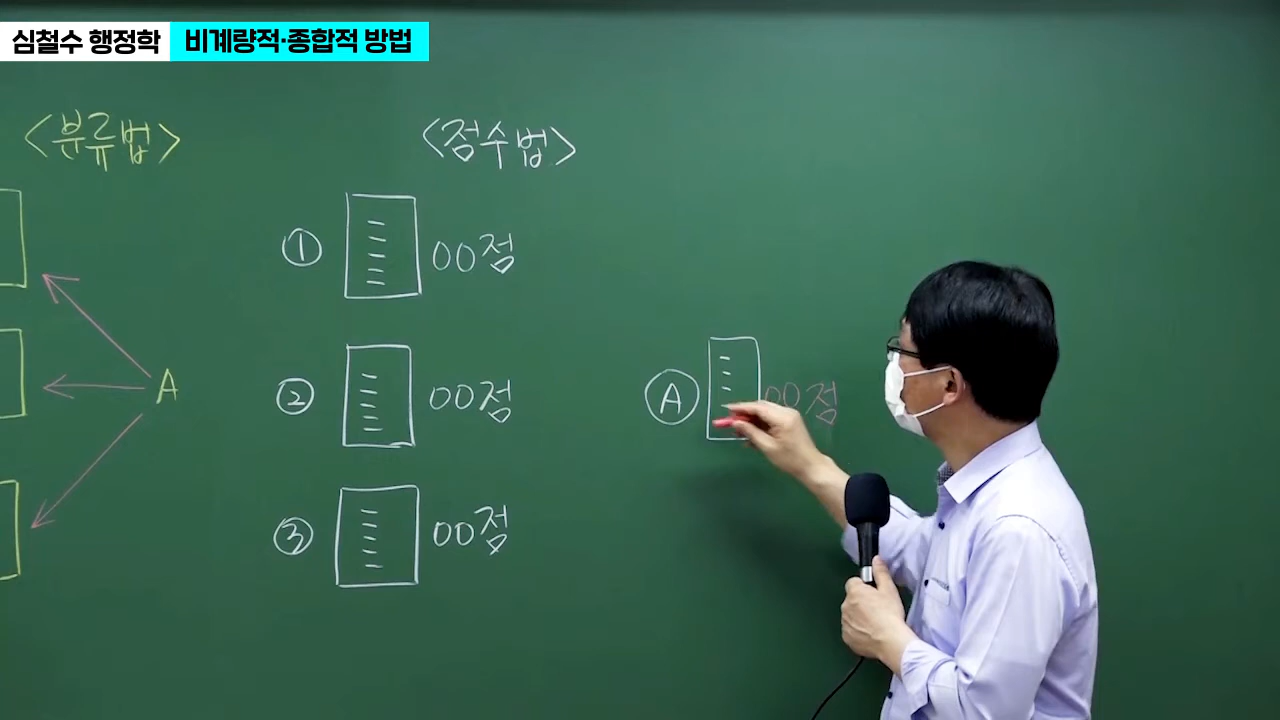 심철수 행정학 비계량적·종합적 방법
<분류법>
A
<점수법>
① 00점
② 00점
③ 00점
Ⓐ 00점